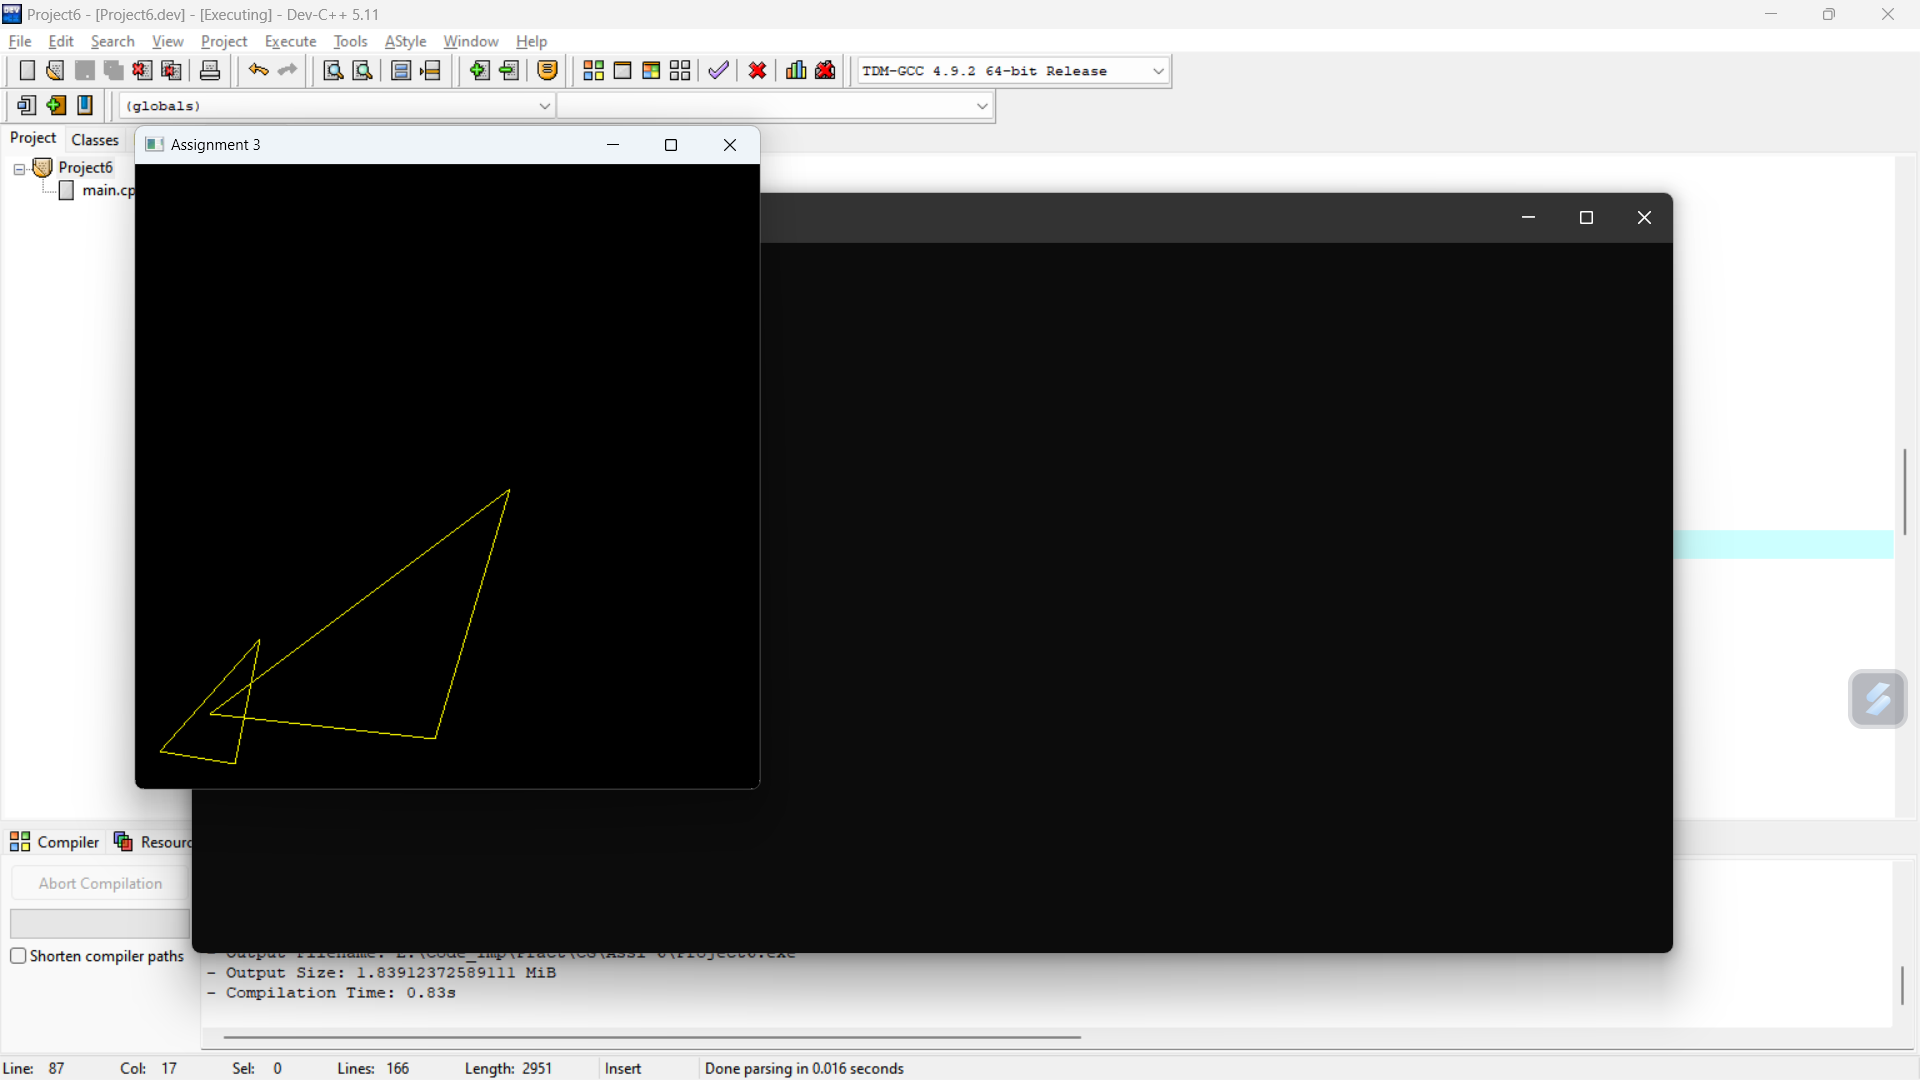 Project6 - [Project6.dev] - [Executing] - Dev-C++ 5.11
File Edit Search View Project Execute Tools AStyle Window Help
TDM-GCC 4.9.2 64-bit Release
(globals)
Project Classes
Assignment 3
Project6
main.cp
Compiler Resourc
Abort Compilation
Shorten compiler paths
- Output Filename:
- Output Size: 1.83912372589111 MiB
- Compilation Time: 0.83s
Line: 87 Col: 17 Sel: 0 Lines: 166 Length: 2951 Insert Done parsing in 0.016 seconds